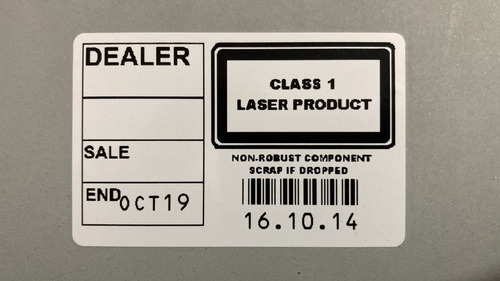 DEALER
SALE
END OCT19
CLASS 1
LASER PRODUCT
NON-ROBUST COMPONENT
SCRAP IF DROPPED
16.10.14